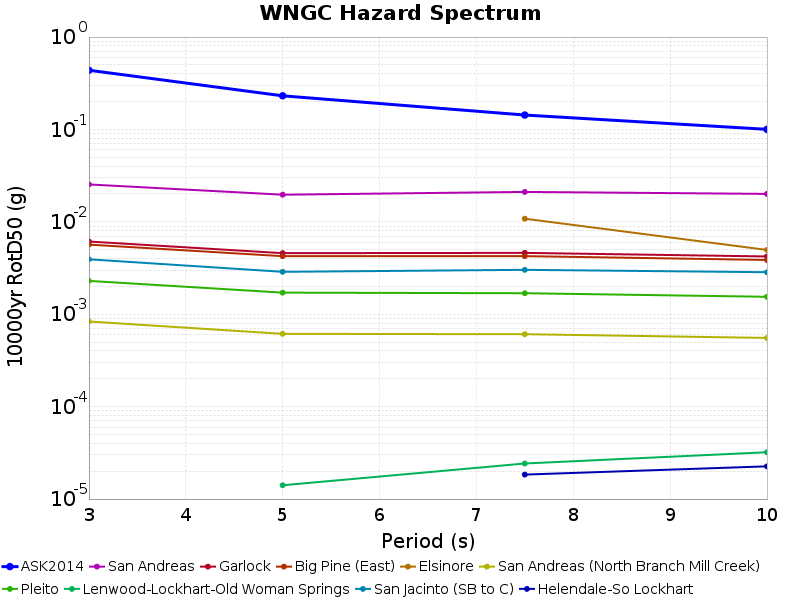 WNGC Hazard Spectrum
10000yr RotD50 (g)
10^0
10^-1
10^-2
10^-3
10^-4
10^-5
3 4 5 6 7 8 9 10
Period (s)
ASK2014 San Andreas Garlock Big Pine (East) Elsinore San Andreas (North Branch Mill Creek)
Pleito Lenwood-Lockhart-Old Woman Springs San Jacinto (SB to C) Helendale-So Lockhart